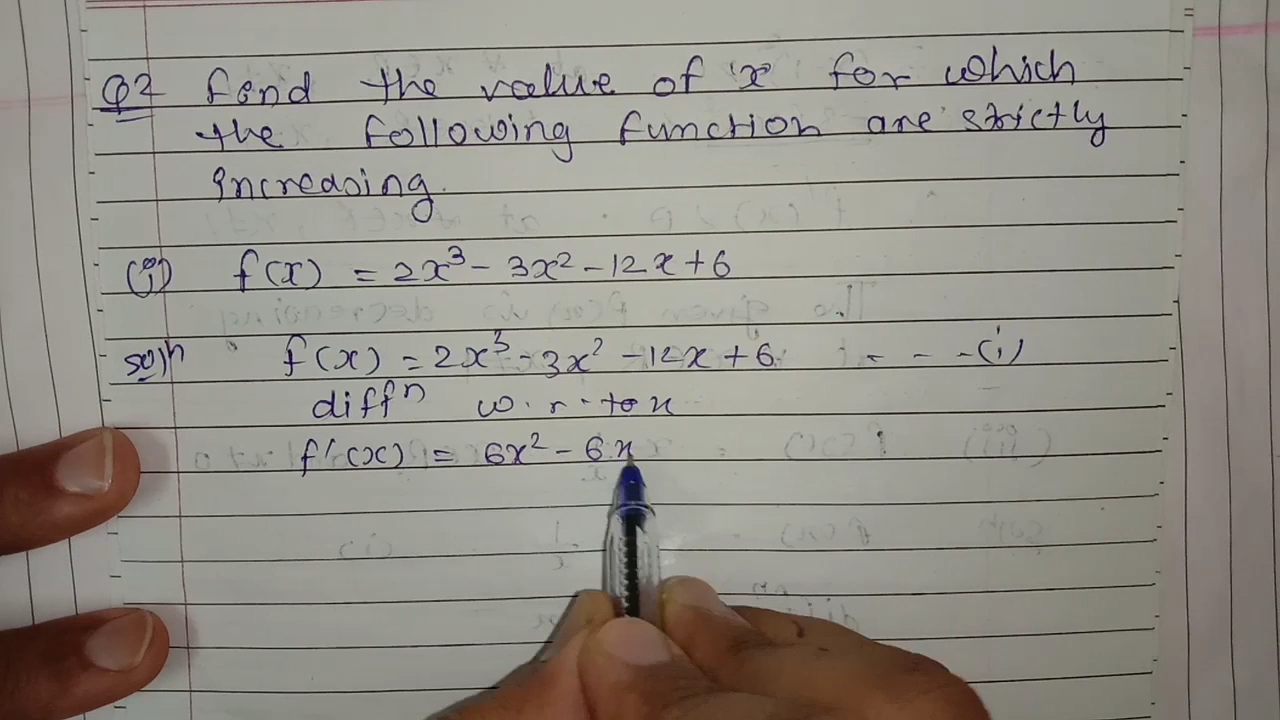 Q2 Find the value of 'x' for which
the following function are strictly
increasing.
(i) f(x) = 2x³ - 3x² - 12x + 6
soln f(x) = 2x³ - 3x² - 12x + 6 - - - (i)
diffn w.r.to x
f'(x) = 6x² - 6x